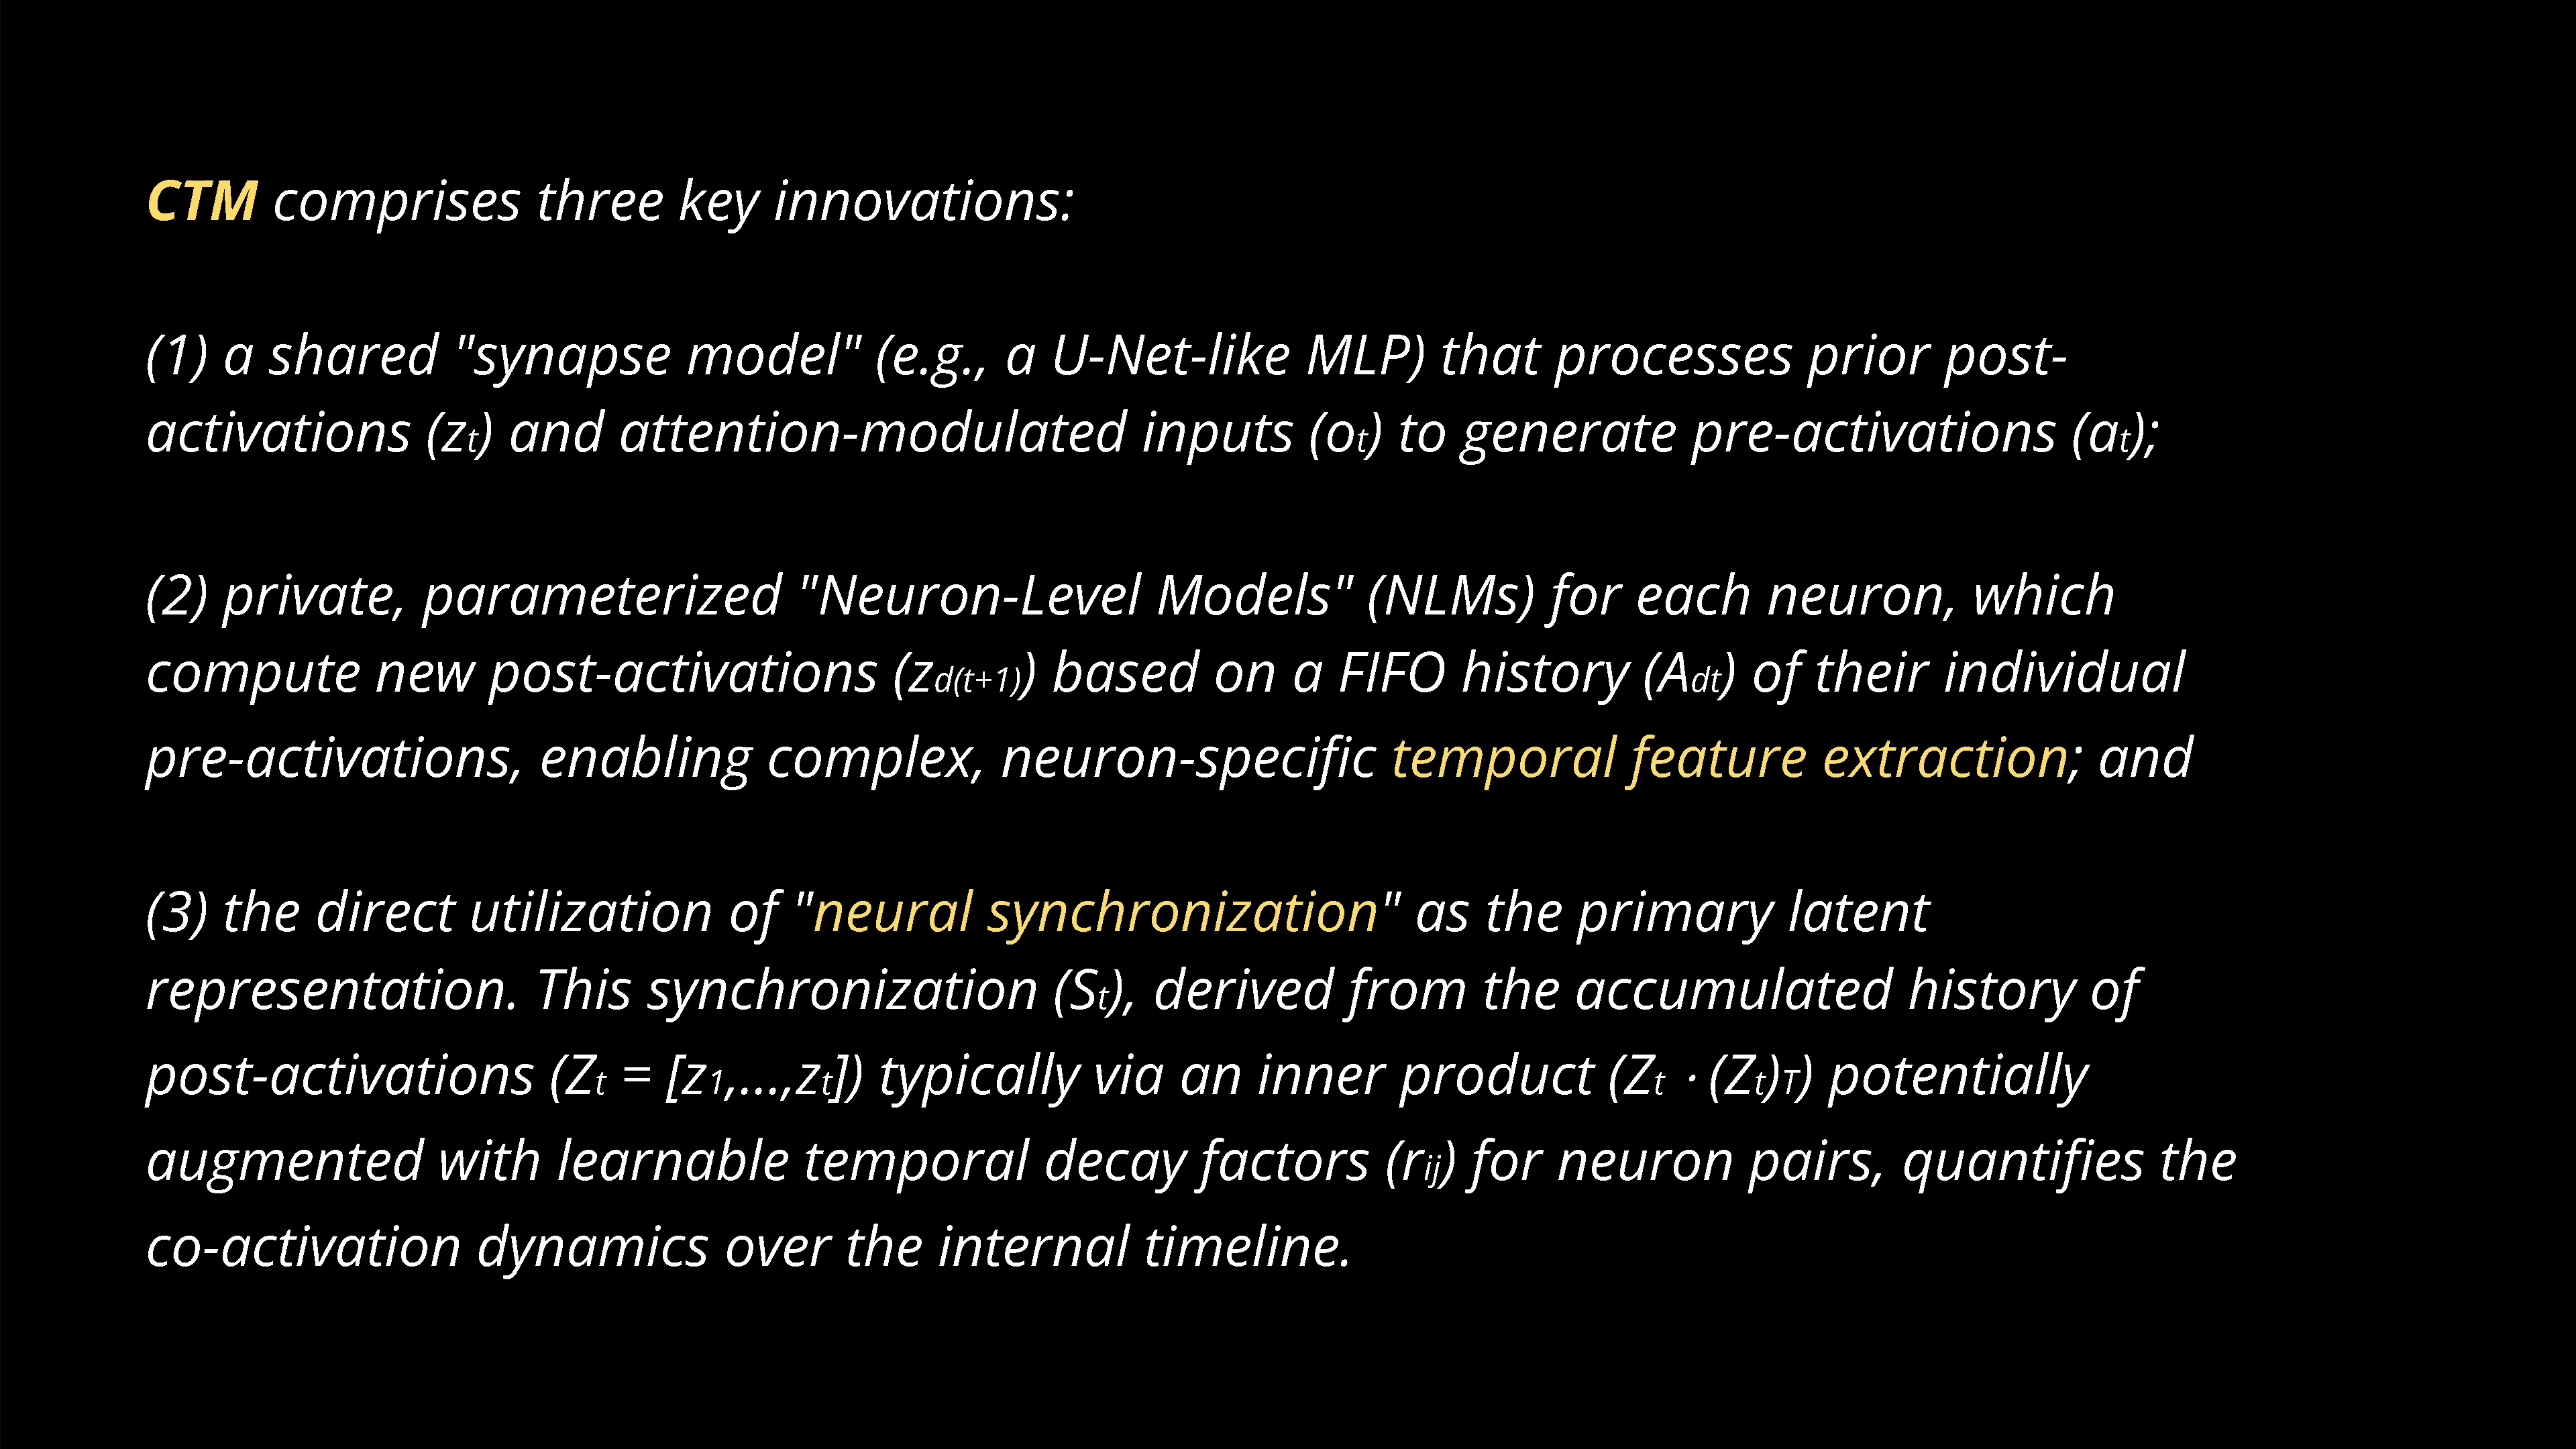 CTM comprises three key innovations:
(1) a shared "synapse model" (e.g., a U-Net-like MLP) that processes prior post-
activations (zt) and attention-modulated inputs (ot) to generate pre-activations (at);
(2) private, parameterized "Neuron-Level Models" (NLMs) for each neuron, which
compute new post-activations (zd(t+1)) based on a FIFO history (Adt) of their individual
pre-activations, enabling complex, neuron-specific temporal feature extraction; and
(3) the direct utilization of "neural synchronization" as the primary latent
representation. This synchronization (St), derived from the accumulated history of
post-activations (Zt = [z1,...,zt]) typically via an inner product (Zt · (Zt)T) potentially
augmented with learnable temporal decay factors (rij) for neuron pairs, quantifies the
co-activation dynamics over the internal timeline.